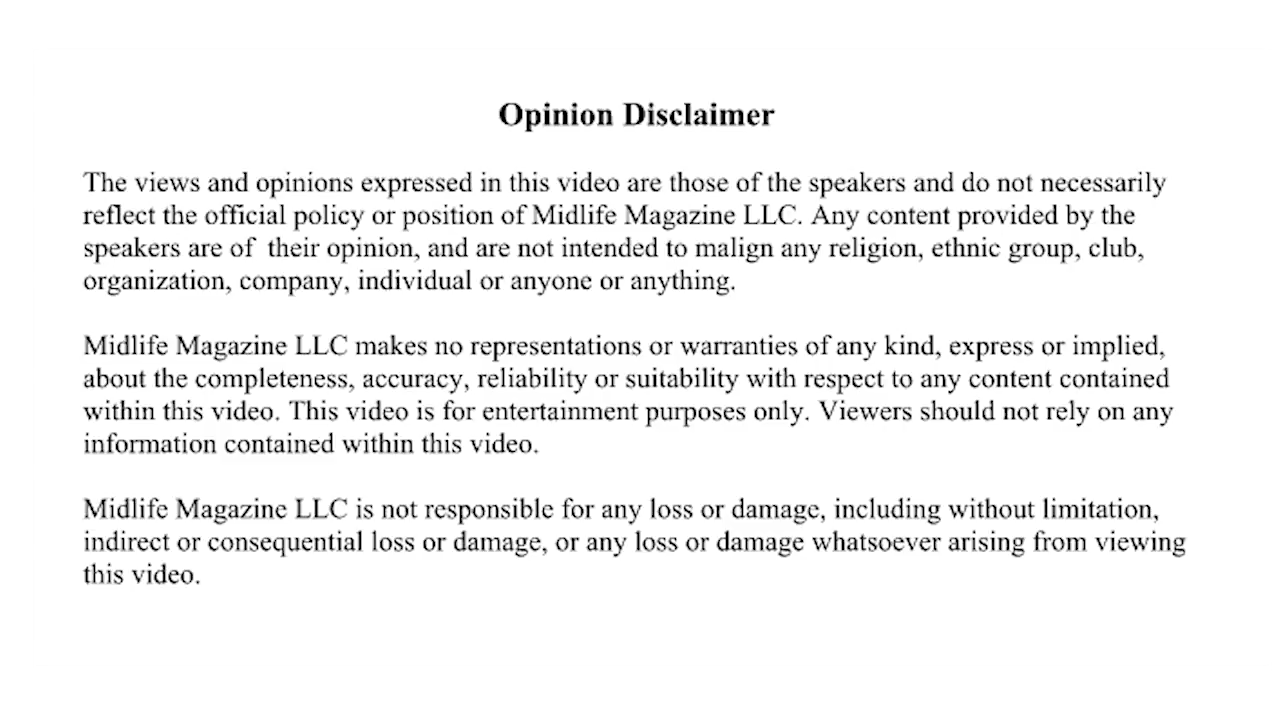 Opinion Disclaimer
The views and opinions expressed in this video are those of the speakers and do not necessarily
reflect the official policy or position of Midlife Magazine LLC. Any content provided by the
speakers are of  their opinion, and are not intended to malign any religion, ethnic group, club,
organization, company, individual or anyone or anything.
Midlife Magazine LLC makes no representations or warranties of any kind, express or implied,
about the completeness, accuracy, reliability or suitability with respect to any content contained
within this video. This video is for entertainment purposes only. Viewers should not rely on any
information contained within this video.
Midlife Magazine LLC is not responsible for any loss or damage, including without limitation,
indirect or consequential loss or damage, or any loss or damage whatsoever arising from viewing
this video.